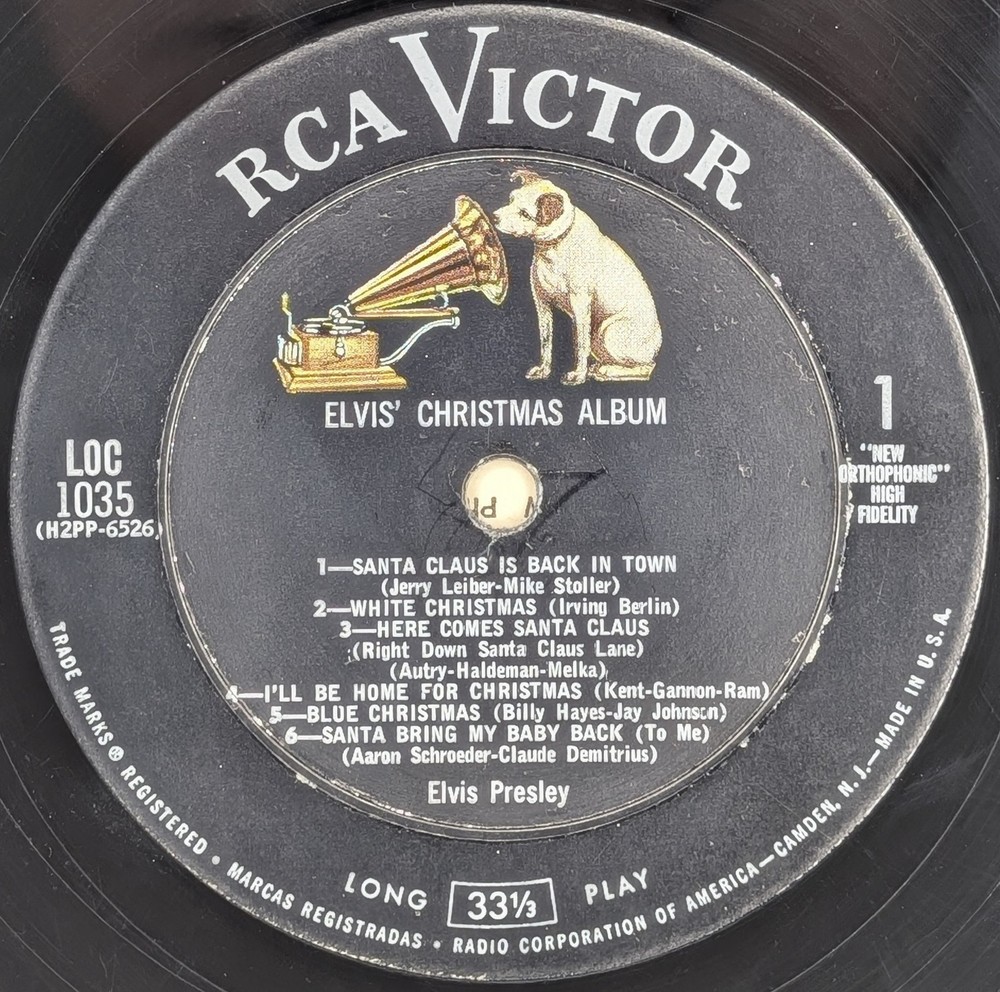 RCA VICTOR
ELVIS' CHRISTMAS ALBUM
LOC
1035
(H2PP-6526)
1
"NEW
ORTHOPHONIC"
HIGH
FIDELITY
1—SANTA CLAUS IS BACK IN TOWN
(Jerry Leiber-Mike Stoller)
2—WHITE CHRISTMAS (Irving Berlin)
3—HERE COMES SANTA CLAUS
(Right Down Santa Claus Lane)
(Autry-Haldeman-Melka)
4—I'LL BE HOME FOR CHRISTMAS (Kent-Gannon-Ram)
5—BLUE CHRISTMAS (Billy Hayes-Jay Johnson)
6—SANTA BRING MY BABY BACK (To Me)
(Aaron Schroeder-Claude Demitrius)
Elvis Presley
LONG 33⅓ PLAY
TRADE MARKS ® REGISTERED • MARCAS REGISTRADAS • RADIO CORPORATION OF AMERICA—CAMDEN, N. J.—MADE IN U. S. A.